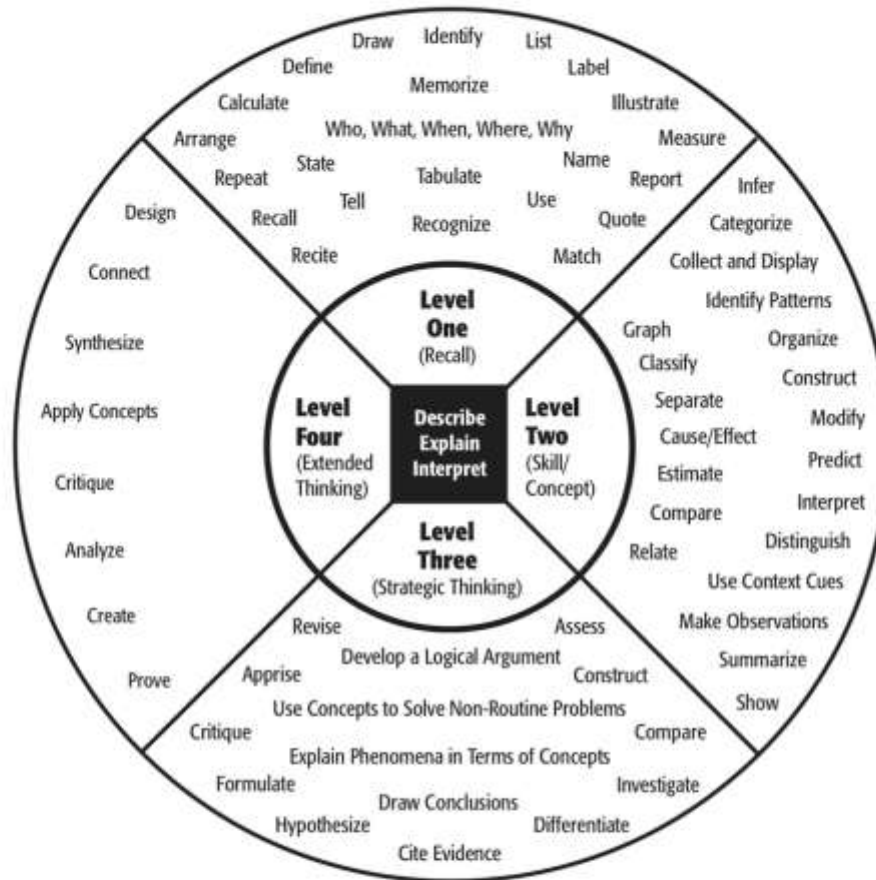 Draw
Identify
List
Define
Label
Memorize
Calculate
Illustrate
Who, What, When, Where, Why
Arrange
Measure
State
Name
Repeat
Tabulate
Report
Tell
Use
Recall
Recognize
Quote
Recite
Match
Level
One
(Recall)
Infer
Categorize
Collect and Display
Identify Patterns
Graph
Organize
Classify
Construct
Separate
Modify
Cause/Effect
Predict
Estimate
Interpret
Compare
Distinguish
Relate
Use Context Cues
Make Observations
Summarize
Show
Level
Two
(Skill/
Concept)
Describe
Explain
Interpret
Level
Four
(Extended
Thinking)
Design
Connect
Synthesize
Apply Concepts
Critique
Analyze
Create
Prove
Level
Three
(Strategic Thinking)
Revise
Assess
Develop a Logical Argument
Apprise
Construct
Use Concepts to Solve Non-Routine Problems
Critique
Compare
Explain Phenomena in Terms of Concepts
Formulate
Investigate
Draw Conclusions
Hypothesize
Differentiate
Cite Evidence